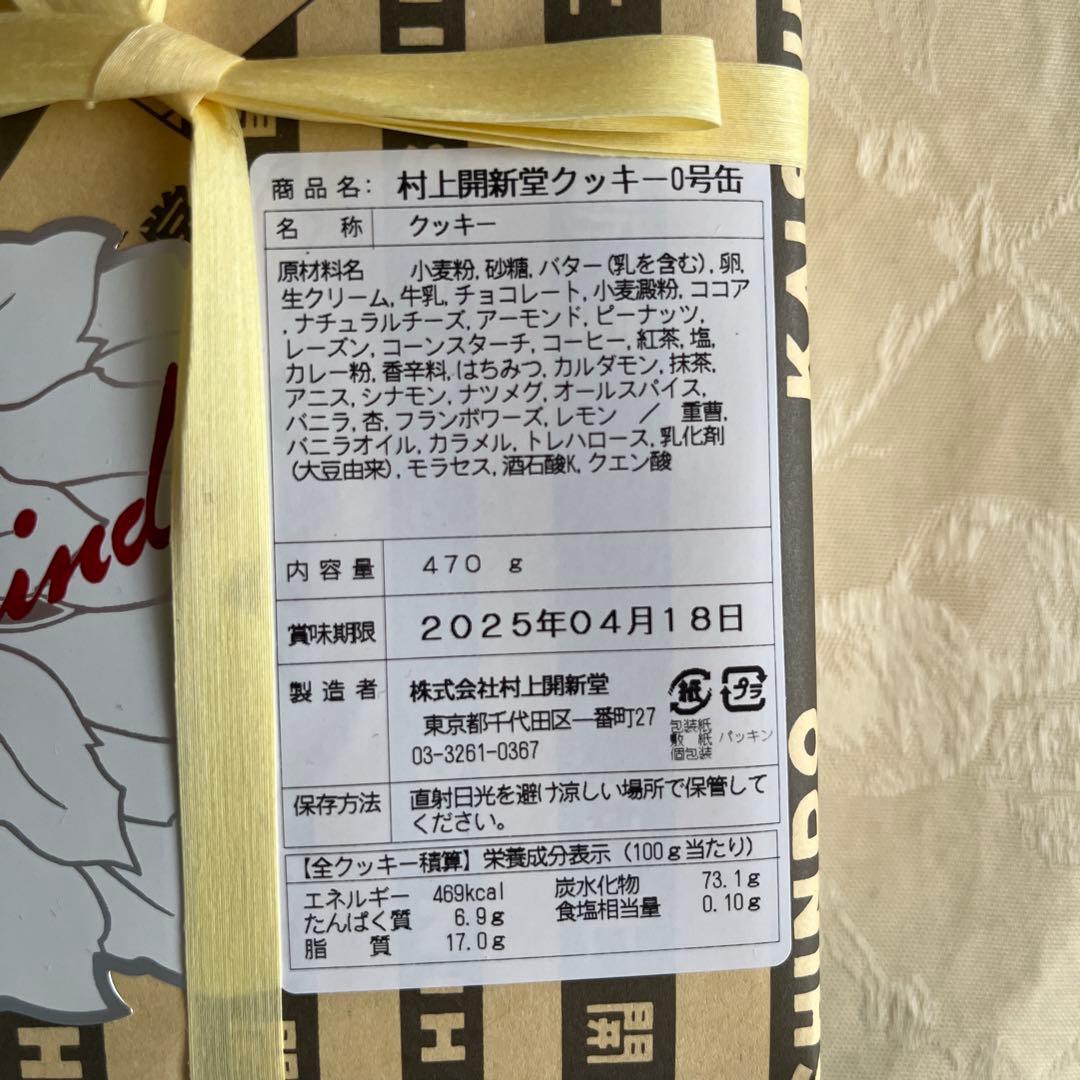 商品名: 村上開新堂クッキー0号缶
名 称 クッキー
原材料名 小麦粉, 砂糖, バター (乳を含む), 卵,
生クリーム, 牛乳, チョコレート, 小麦澱粉, ココア
, ナチュラルチーズ, アーモンド, ピーナッツ,
レーズン, コーンスターチ, コーヒー, 紅茶, 塩,
カレー粉, 香辛料, はちみつ, カルダモン, 抹茶,
アニス, シナモン, ナツメグ, オールスパイス,
バニラ, 杏, フランボワーズ, レモン / 重曹,
バニラオイル, カラメル, トレハロース, 乳化剤
(大豆由来), モラセス, 酒石酸K, クエン酸
内容量 470 g
賞味期限 2025年04月18日
製造者 株式会社村上開新堂
東京都千代田区一番町27
03-3261-0367
紙 プラ
包装紙
敷 紙 パッキン
個包装
保存方法 直射日光を避け涼しい場所で保管して
ください。
【全クッキー積算】栄養成分表示 (100g当たり)
エネルギー 469kcal 炭水化物 73.1g
たんぱく質 6.9g 食塩相当量 0.10g
脂 質 17.0g
ind
開
H